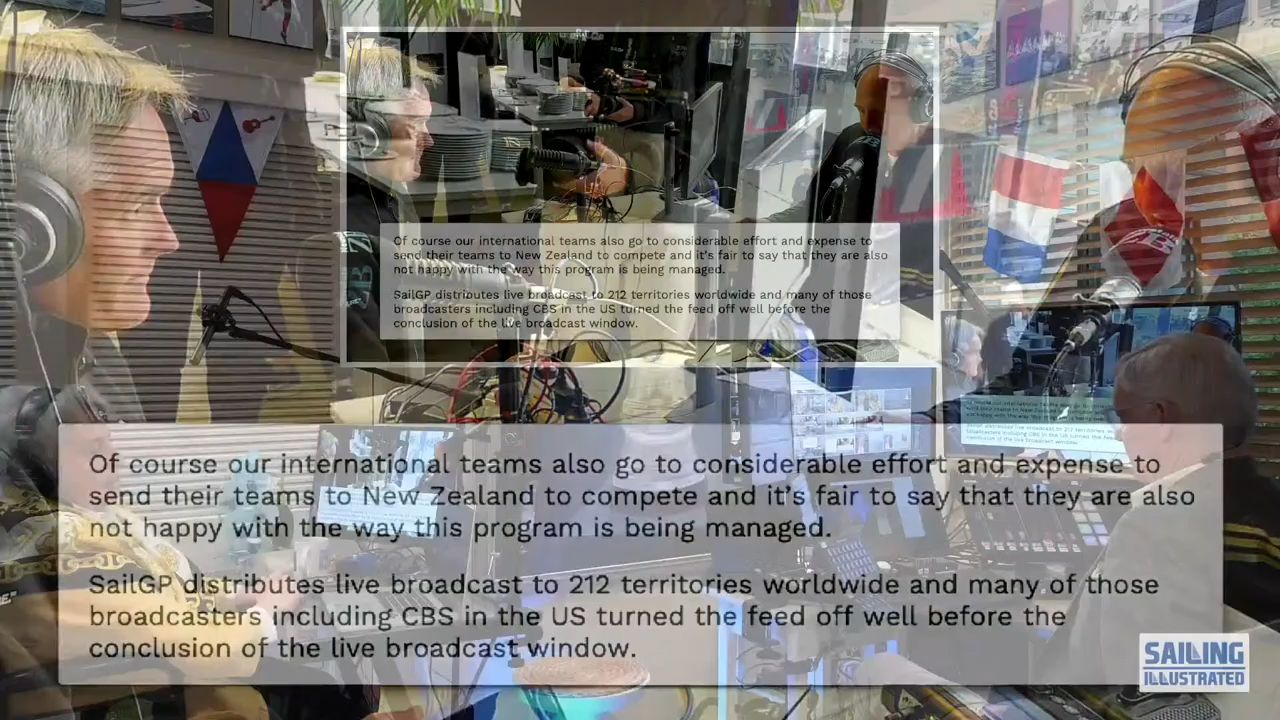 Of course our international teams also go to considerable effort and expense to
send their teams to New Zealand to compete and it's fair to say that they are also
not happy with the way this program is being managed.
SailGP distributes live broadcast to 212 territories worldwide and many of those
broadcasters including CBS in the US turned the feed off well before the
conclusion of the live broadcast window.
Of course our international teams also go to considerable effort and expense to
send their teams to New Zealand to compete and it's fair to say that they are also
not happy with the way this program is being managed.
SailGP distributes live broadcast to 212 territories worldwide and many of those
broadcasters including CBS in the US turned the feed off well before the
conclusion of the live broadcast window.
SAILING
ILLUSTRATED